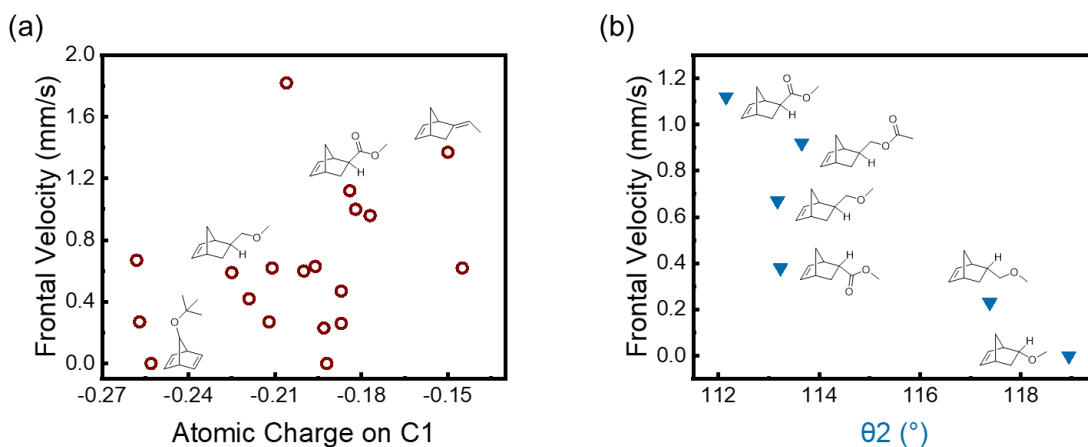 (a)
Frontal Velocity (mm/s)
2.0
1.6
1.2
0.8
0.4
0.0
-0.27
-0.24
-0.21
-0.18
-0.15
Atomic Charge on C1
O
O
H
O
H
O
(b)
Frontal Velocity (mm/s)
1.2
1.0
0.8
0.6
0.4
0.2
0.0
112
114
116
118
θ2 (°)
O
O
H
O
O
H
O
H
H
O
O
H
O
H
O